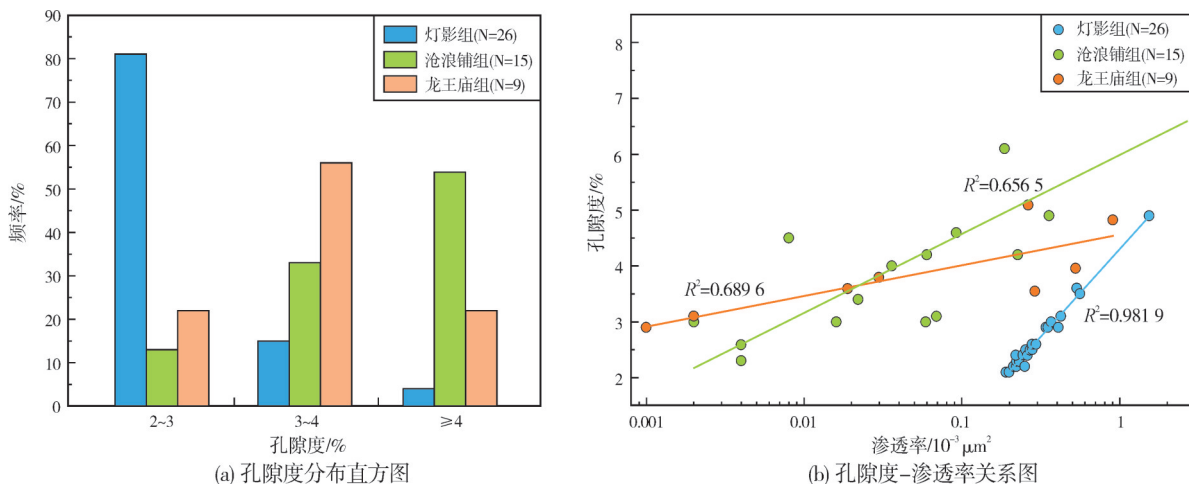 90
80
70
60
50
40
30
20
10
0
频率/%
灯影组(N=26)
沧浪铺组(N=15)
龙王庙组(N=9)
2~3
3~4
≥4
孔隙度/%
(a) 孔隙度分布直方图
8
7
6
5
4
3
2
孔隙度/%
灯影组(N=26)
沧浪铺组(N=15)
龙王庙组(N=9)
R²=0.656 5
R²=0.689 6
R²=0.981 9
0.001
0.01
0.1
1
渗透率/10⁻³ μm²
(b) 孔隙度-渗透率关系图